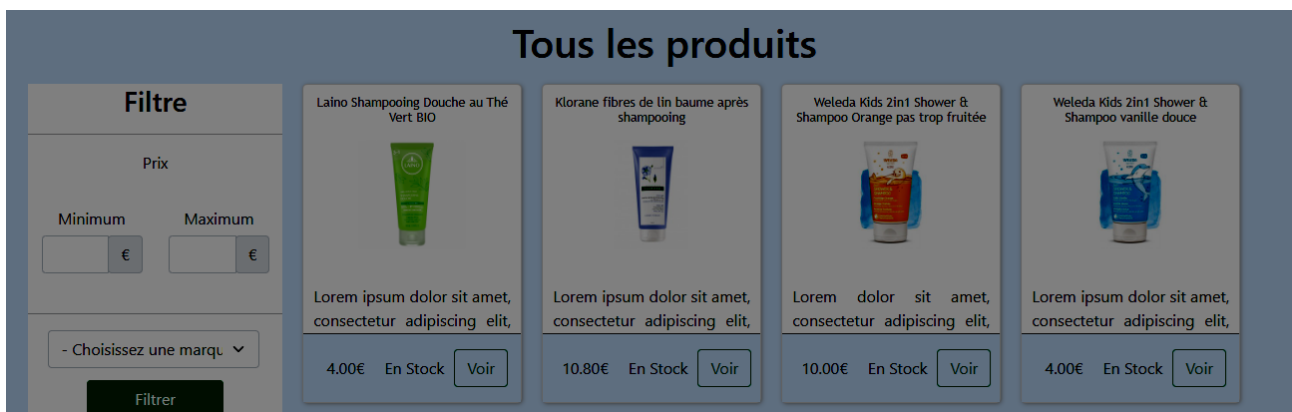 Tous les produits
Filtre
Prix
Minimum
Maximum
€
€
- Choisissez une marqu
Filtrer
Laino Shampooing Douche au Thé
Vert BIO
Lorem ipsum dolor sit amet,
consectetur adipiscing elit,
4.00€ En Stock Voir
Klorane fibres de lin baume après
shampooing
Lorem ipsum dolor sit amet,
consectetur adipiscing elit,
10.80€ En Stock Voir
Weleda Kids 2in1 Shower &
Shampoo Orange pas trop fruitée
Lorem dolor sit amet,
consectetur adipiscing elit,
10.00€ En Stock Voir
Weleda Kids 2in1 Shower &
Shampoo vanille douce
Lorem ipsum dolor sit amet,
consectetur adipiscing elit,
4.00€ En Stock Voir